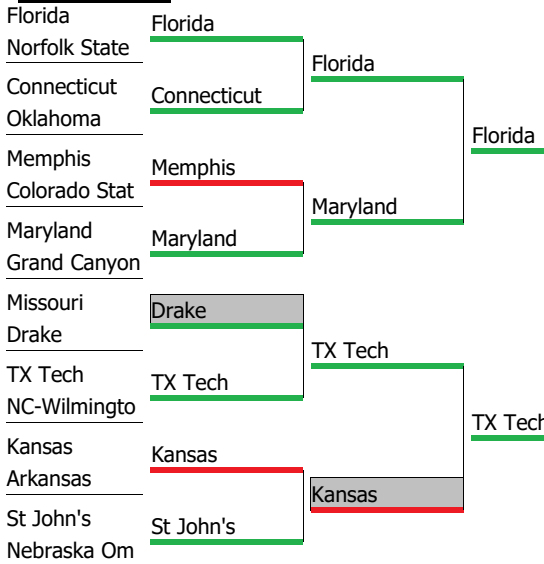 Florida
Norfolk State
Connecticut
Oklahoma
Memphis
Colorado Stat
Maryland
Grand Canyon
Missouri
Drake
TX Tech
NC-Wilmingto
Kansas
Arkansas
St John's
Nebraska Om
Florida
Connecticut
Memphis
Maryland
Drake
TX Tech
Kansas
St John's
Florida
Maryland
TX Tech
Kansas
Florida
TX Tech